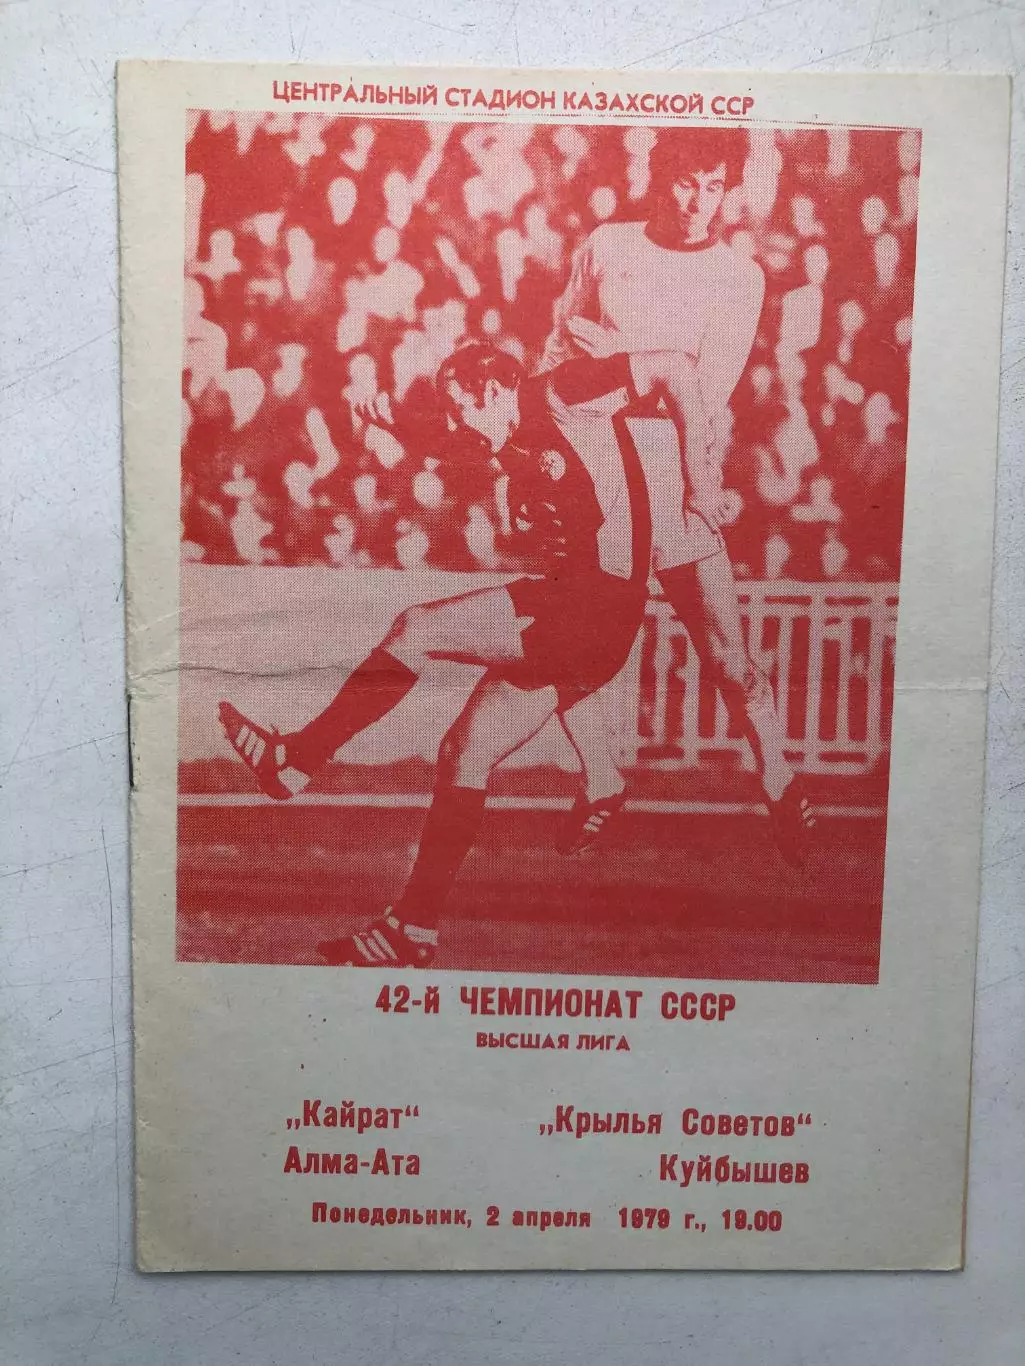 ЦЕНТРАЛЬНЫЙ СТАДИОН КАЗАХСКОЙ ССР
42-й ЧЕМПИОНАТ СССР
ВЫСШАЯ ЛИГА
„Кайрат“ „Крылья Советов“
Алма-Ата Куйбышев
Понедельник, 2 апреля 1979 г., 19.00